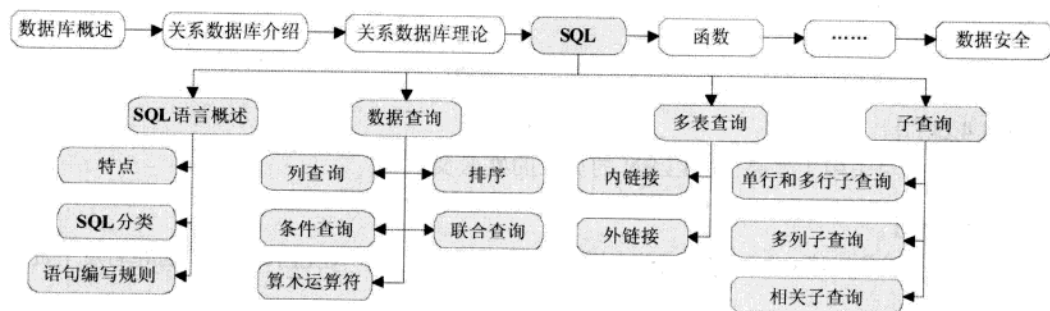 数据库概述
关系数据库介绍
关系数据库理论
SQL
函数
……
数据安全
SQL语言概述
数据查询
多表查询
子查询
特点
列查询
排序
内链接
单行和多行子查询
SQL分类
条件查询
联合查询
外链接
多列子查询
语句编写规则
算术运算符
相关子查询